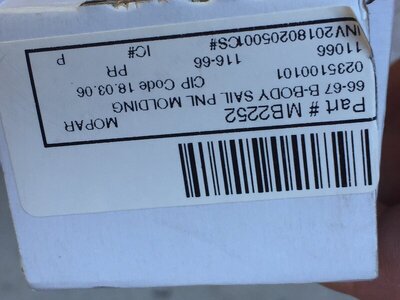 Part # MB2252 MOPAR
66-67 B-BODY SAIL PNL MOLDING
0235100101 CIP Code 18.03.06
11066 116-66 PR P
INV20180205001CS# IC#